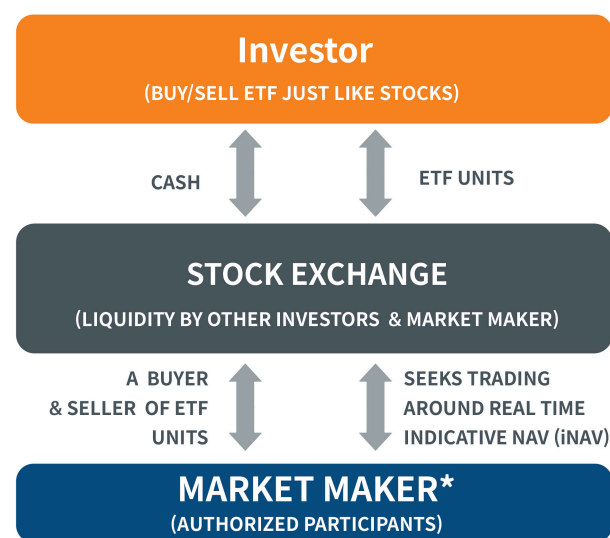 Investor
(BUY/SELL ETF JUST LIKE STOCKS)
CASH
ETF UNITS
STOCK EXCHANGE
(LIQUIDITY BY OTHER INVESTORS & MARKET MAKER)
A BUYER
& SELLER OF ETF
UNITS
SEEKS TRADING
AROUND REAL TIME
INDICATIVE NAV (iNAV)
MARKET MAKER*
(AUTHORIZED PARTICIPANTS)